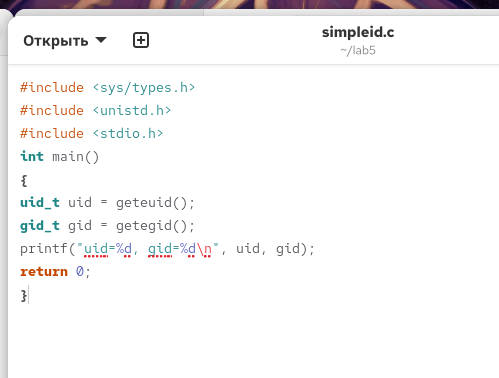 Открыть
simpleid.c
~/lab5
#include <sys/types.h>
#include <unistd.h>
#include <stdio.h>
int main()
{
uid_t uid = geteuid();
gid_t gid = getegid();
printf("uid=%d, gid=%d\n", uid, gid);
return 0;
}